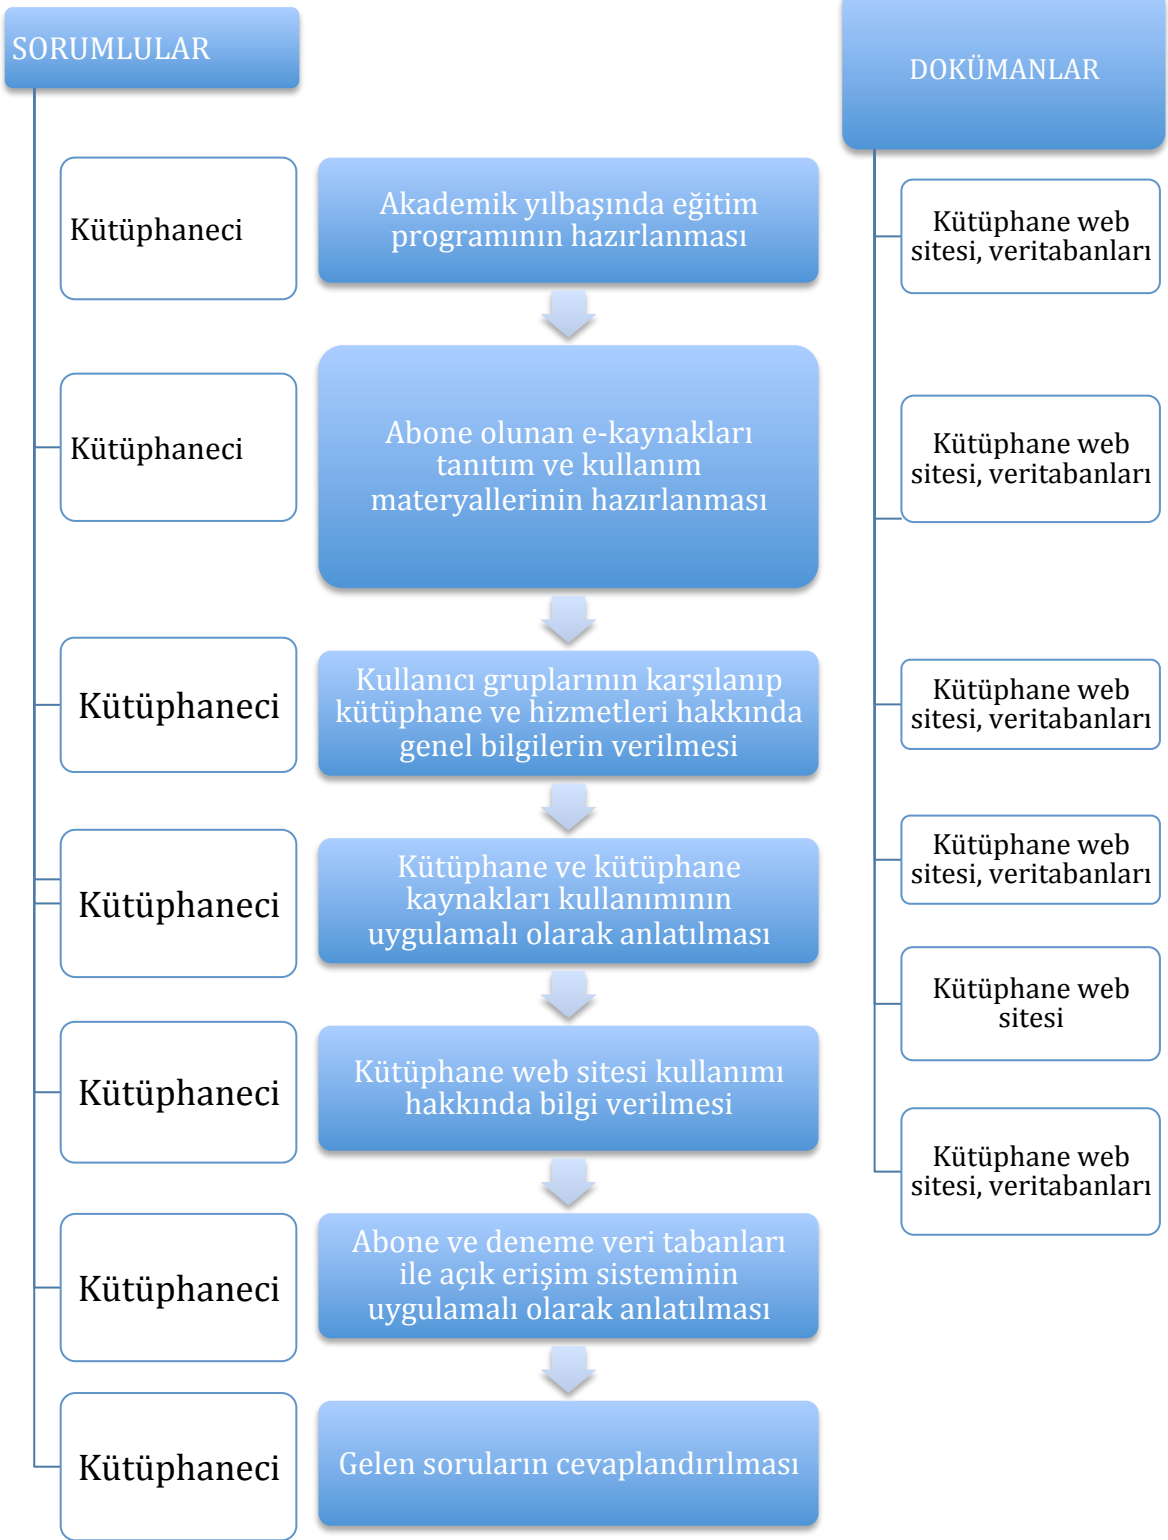 SORUMLULAR
DOKÜMANLAR
Kütüphaneci
Akademik yılbaşında eğitim
programının hazırlanması
Kütüphane web
sitesi, veritabanları
Kütüphaneci
Abone olunan e-kaynakları
tanıtım ve kullanım
materyallerinin hazırlanması
Kütüphane web
sitesi, veritabanları
Kütüphaneci
Kullanıcı gruplarının karşılanıp
kütüphane ve hizmetleri hakkında
genel bilgilerin verilmesi
Kütüphane web
sitesi, veritabanları
Kütüphaneci
Kütüphane ve kütüphane
kaynakları kullanımının
uygulamalı olarak anlatılması
Kütüphane web
sitesi, veritabanları
Kütüphaneci
Kütüphane web sitesi kullanımı
hakkında bilgi verilmesi
Kütüphane web
sitesi
Kütüphaneci
Abone ve deneme veri tabanları
ile açık erişim sisteminin
uygulamalı olarak anlatılması
Kütüphane web
sitesi, veritabanları
Kütüphaneci
Gelen soruların cevaplandırılması